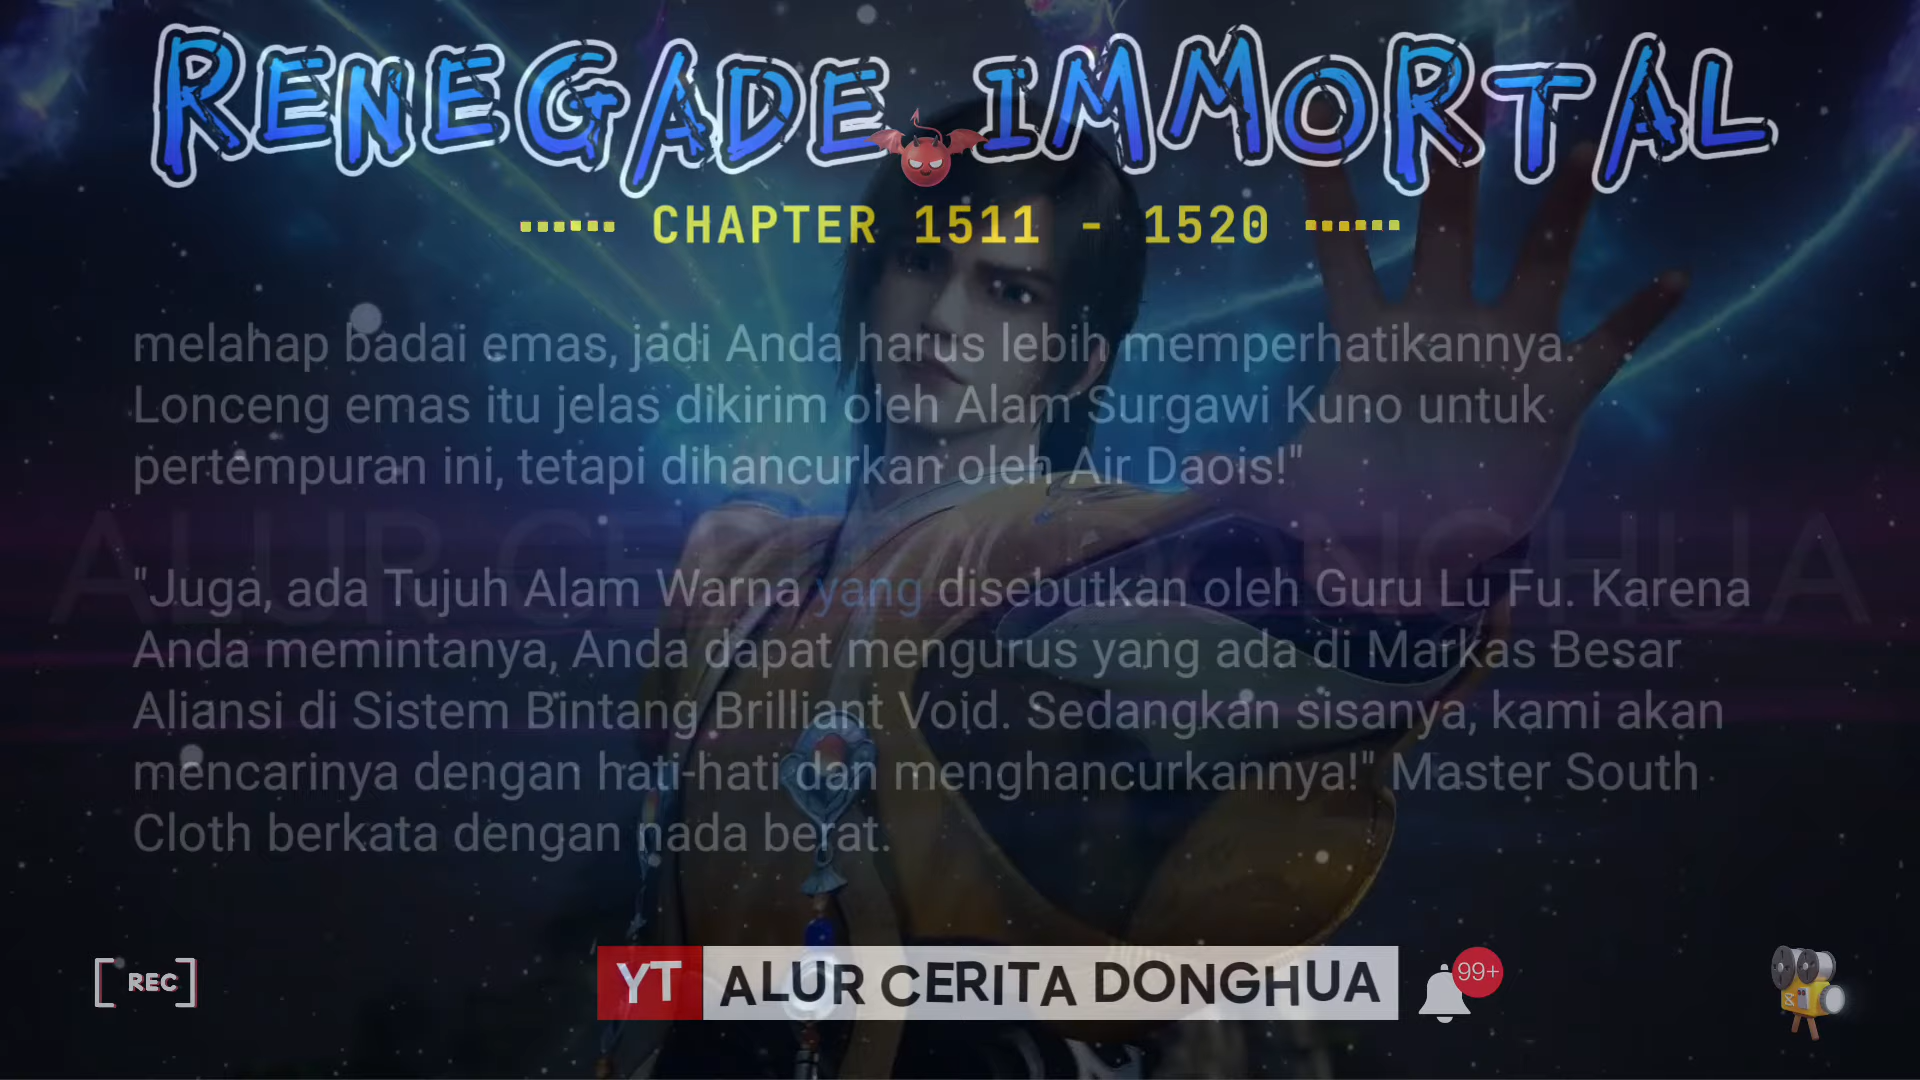 RENEGADE IMMORTAL
CHAPTER 1511 - 1520
melahap badai emas, jadi Anda harus lebih memperhatikannya.
Lonceng emas itu jelas dikirim oleh Alam Surgawi Kuno untuk
pertempuran ini, tetapi dihancurkan oleh Air Daois!"
ALUR CERITA DONGHUA
"Juga, ada Tujuh Alam Warna yang disebutkan oleh Guru Lu Fu. Karena
Anda memintanya, Anda dapat mengurus yang ada di Markas Besar
Aliansi di Sistem Bintang Brilliant Void. Sedangkan sisanya, kami akan
mencarinya dengan hati-hati dan menghancurkannya!" Master South
Cloth berkata dengan nada berat.
REC
YT ALUR CERITA DONGHUA
99+